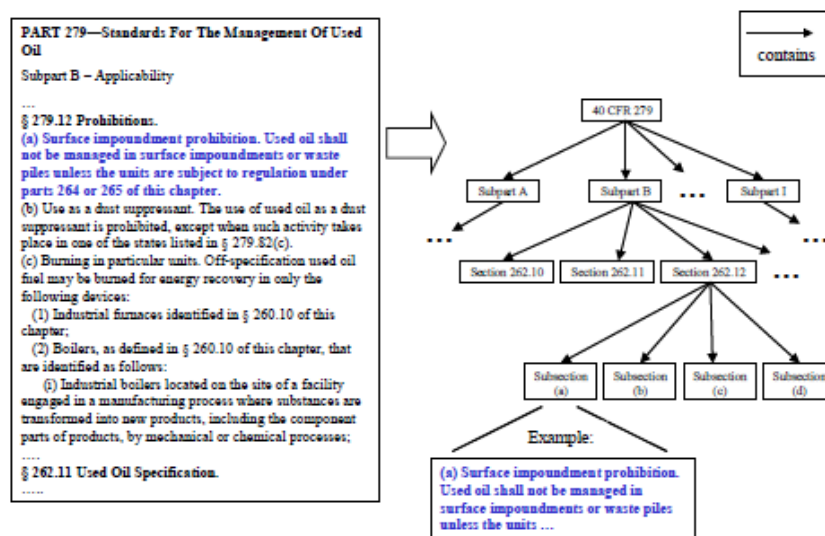 PART 279—Standards For The Management Of Used
Oil
Subpart B – Applicability
...
§ 279.12 Prohibitions.
(a) Surface impoundment prohibition. Used oil shall
not be managed in surface impoundments or waste
piles unless the units are subject to regulation under
parts 264 or 265 of this chapter.
(b) Use as a dust suppressant. The use of used oil as a dust
suppressant is prohibited, except when such activity takes
place in one of the states listed in § 279.82(c).
(c) Burning in particular units. Off-specification used oil
fuel may be burned for energy recovery in only the
following devices:
(1) Industrial furnaces identified in § 260.10 of this
chapter;
(2) Boilers, as defined in § 260.10 of this chapter, that
are identified as follows:
(i) Industrial boilers located on the site of a facility
engaged in a manufacturing process where substances are
transformed into new products, including the component
parts of products, by mechanical or chemical processes;
....
§ 262.11 Used Oil Specification.
.....
contains
40 CFR 279
Subpart A
Subpart B
...
Subpart I
...
...
Section 262.10
Section 262.11
Section 262.12
...
Subsection
(a)
Subsection
(b)
Subsection
(c)
Subsection
(d)
Example:
(a) Surface impoundment prohibition.
Used oil shall not be managed in
surface impoundments or waste piles
unless the units ...